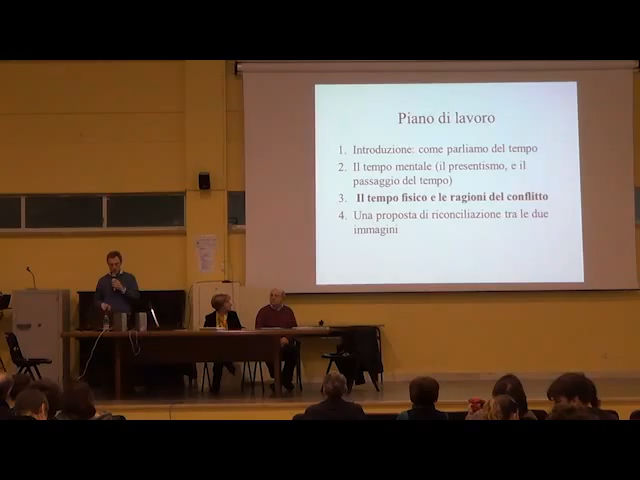 Piano di lavoro
1. Introduzione: come parliamo del tempo
2. Il tempo mentale (il presentismo, e il
passaggio del tempo)
3. Il tempo fisico e le ragioni del conflitto
4. Una proposta di riconciliazione tra le due
immagini